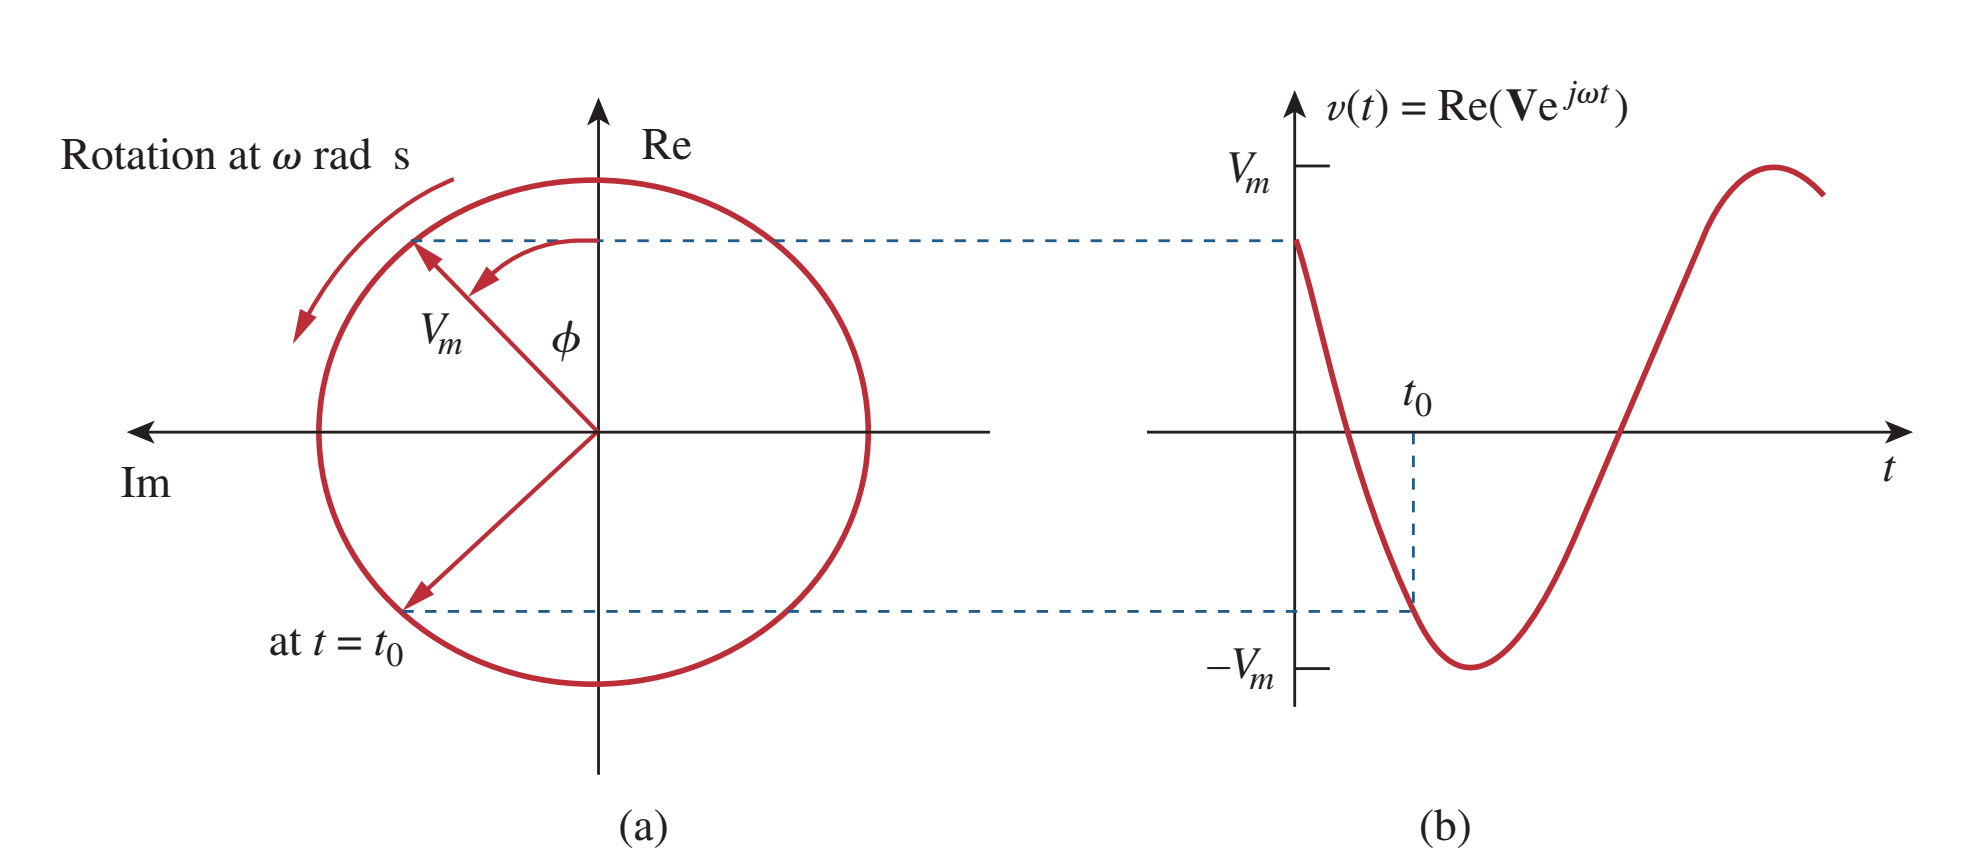 Rotation at ω rad s
Re
V_m
ϕ
Im
at t = t_0
(a)
v(t) = Re(Ve^{jωt})
V_m
t_0
t
−V_m
(b)